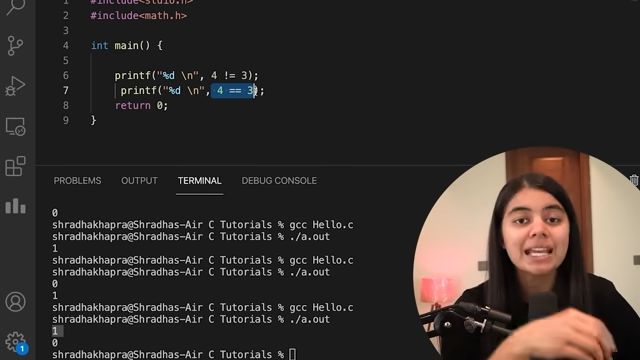 1 #include<stdio.h>
2 #include<math.h>
3
4 int main() {
5
6 printf("%d \n", 4 != 3);
7 printf("%d \n", 4 == 3);
8 return 0;
9 }
PROBLEMS OUTPUT TERMINAL DEBUG CONSOLE
0
shradhakhapra@Shradhas-Air C Tutorials % gcc Hello.c
shradhakhapra@Shradhas-Air C Tutorials % ./a.out
1
shradhakhapra@Shradhas-Air C Tutorials % gcc Hello.c
shradhakhapra@Shradhas-Air C Tutorials % ./a.out
0
1
shradhakhapra@Shradhas-Air C Tutorials % gcc Hello.c
shradhakhapra@Shradhas-Air C Tutorials % ./a.out
1
0
shradhakhapra@Shradhas-Air C Tutorials %
1